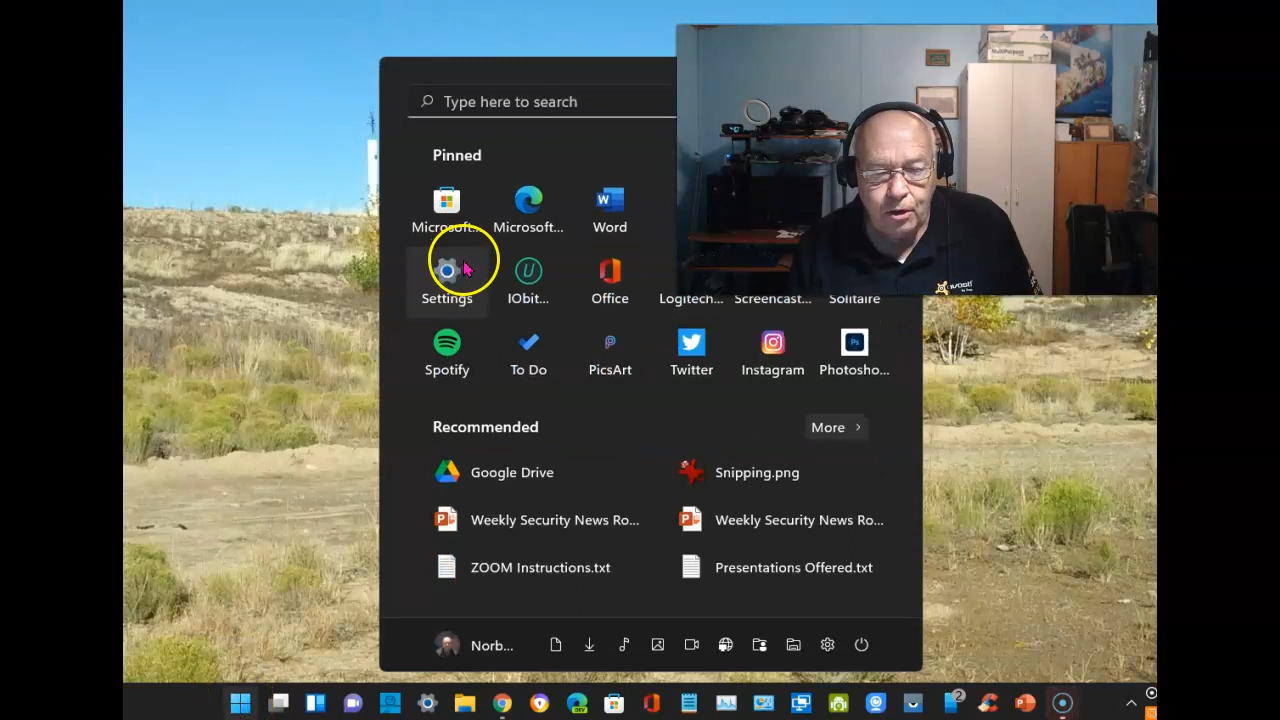 Type here to search
Pinned
Microsoft... Microsoft... Word
Settings IObit... Office Logitech... Screencast... Solitaire
Spotify To Do PicsArt Twitter Instagram Photosho...
Recommended More
Google Drive Snipping.png
Weekly Security News Ro... Weekly Security News Ro...
ZOOM Instructions.txt Presentations Offered.txt
Norb...
2